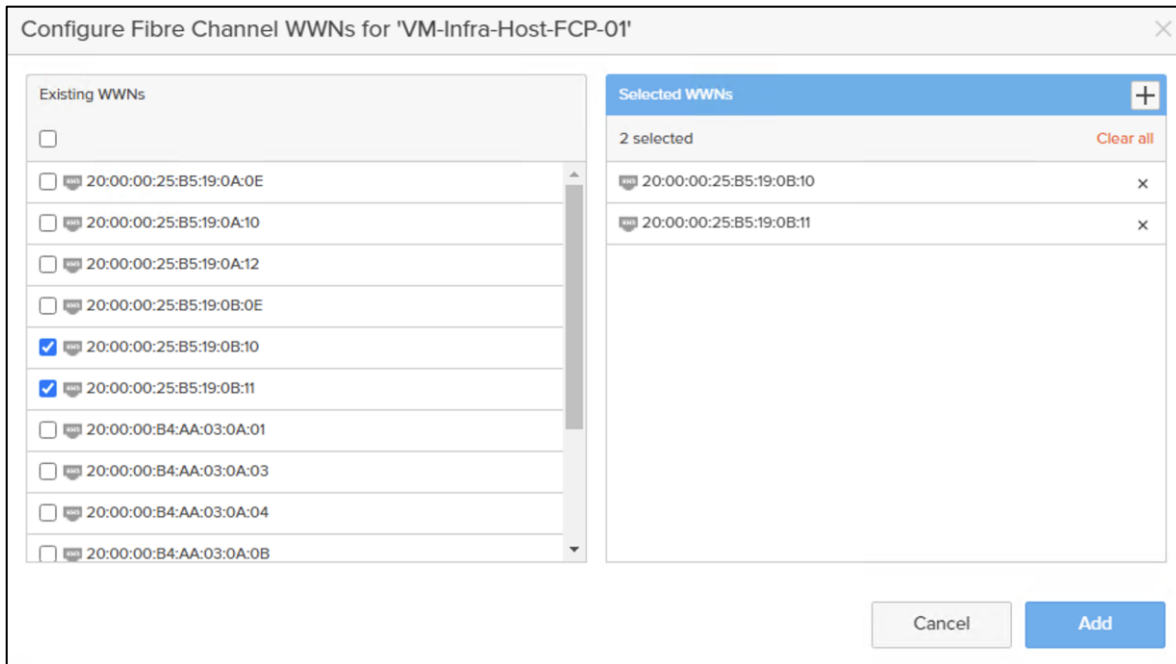 Configure Fibre Channel WWNs for 'VM-Infra-Host-FCP-01'
Existing WWNs
20:00:00:25:B5:19:0A:0E
20:00:00:25:B5:19:0A:10
20:00:00:25:B5:19:0A:12
20:00:00:25:B5:19:0B:0E
20:00:00:25:B5:19:0B:10
20:00:00:25:B5:19:0B:11
20:00:00:B4:AA:03:0A:01
20:00:00:B4:AA:03:0A:03
20:00:00:B4:AA:03:0A:04
20:00:00:B4:AA:03:0A:0B
Selected WWNs
2 selected Clear all
20:00:00:25:B5:19:0B:10
20:00:00:25:B5:19:0B:11
Cancel Add